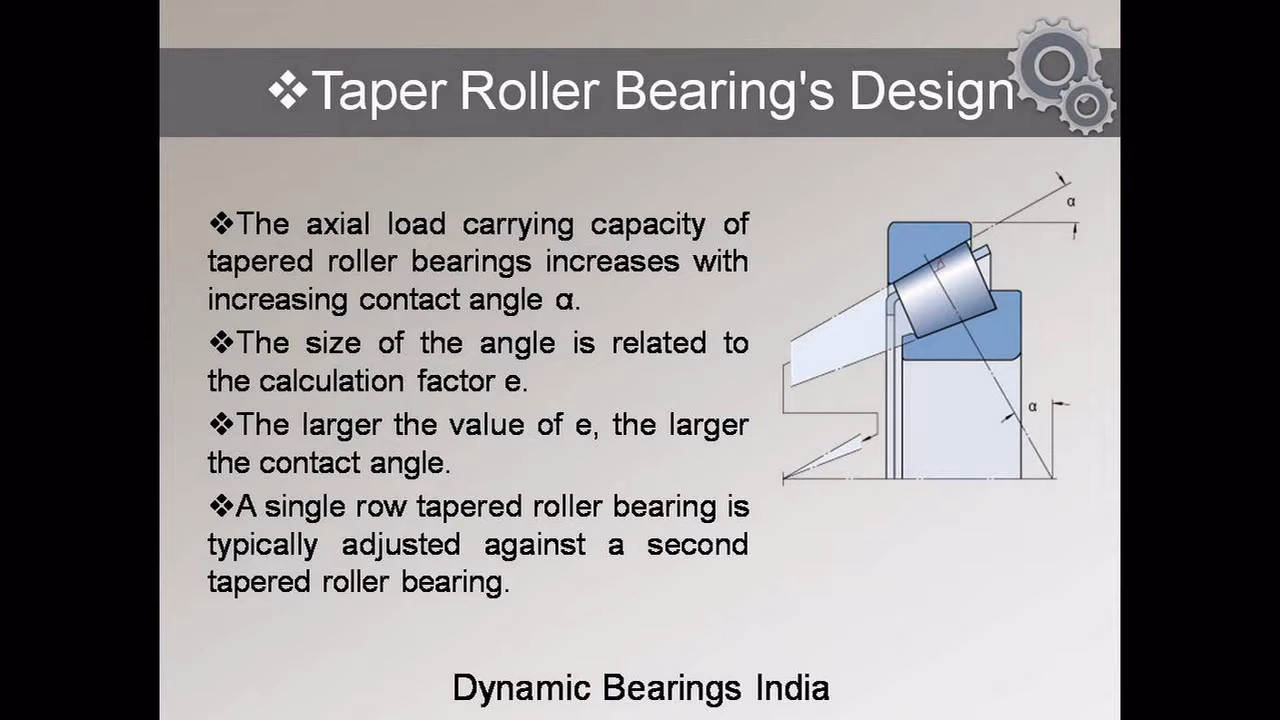 ❖Taper Roller Bearing's Design
❖The axial load carrying capacity of
tapered roller bearings increases with
increasing contact angle α.
❖The size of the angle is related to
the calculation factor e.
❖The larger the value of e, the larger
the contact angle.
❖A single row tapered roller bearing is
typically adjusted against a second
tapered roller bearing.
α
α
Dynamic Bearings India